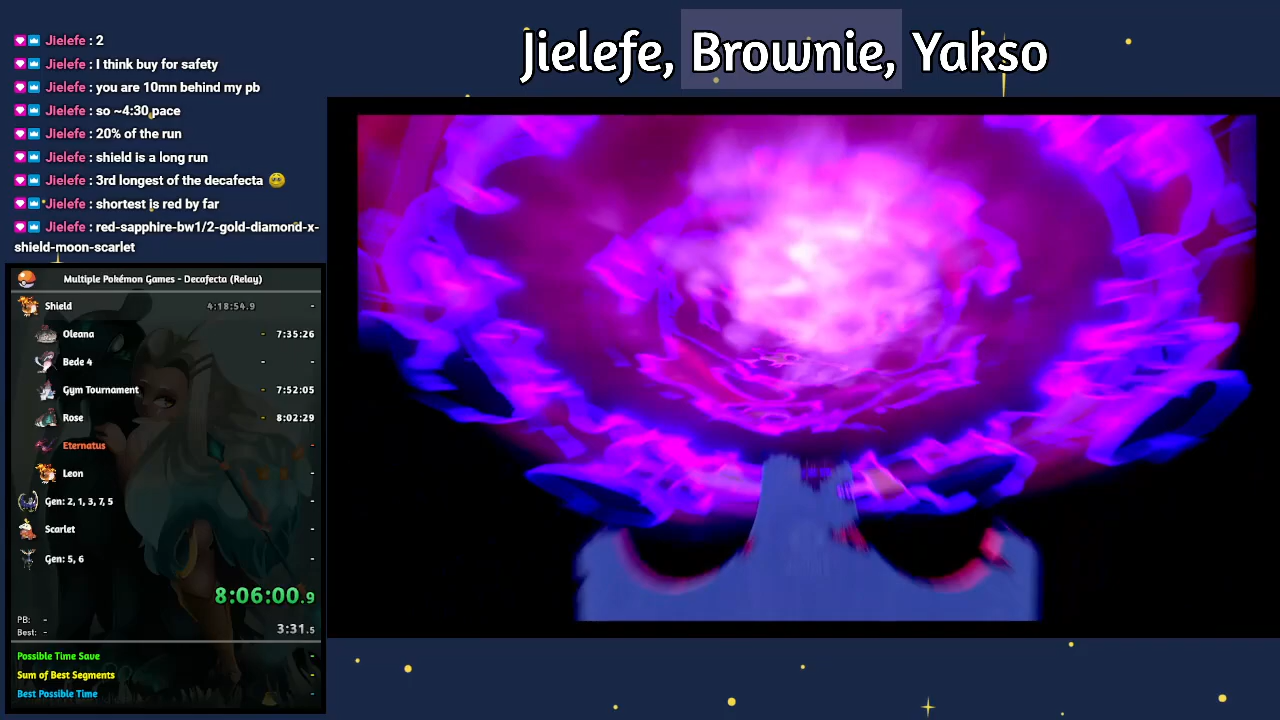 Jielefe : 2
Jielefe : I think buy for safety
Jielefe : you are 10mn behind my pb
Jielefe : so ~4:30 pace
Jielefe : 20% of the run
Jielefe : shield is a long run
Jielefe : 3rd longest of the decafecta
Jielefe : shortest is red by far
Jielefe : red-sapphire-bw1/2-gold-diamond-x-
shield-moon-scarlet
Jielefe, Brownie, Yakso
Multiple Pokémon Games - Decafecta (Relay)
Shield 4:18:54.9 -
Oleana - 7:35:26
Bede 4 - -
Gym Tournament - 7:52:05
Rose - 8:02:29
Eternatus -
Leon -
Gen: 2, 1, 3, 7, 5 -
Scarlet -
Gen: 5, 6 -
8:06:00.9
PB: -
Best: - 3:31.5
Possible Time Save -
Sum of Best Segments -
Best Possible Time -